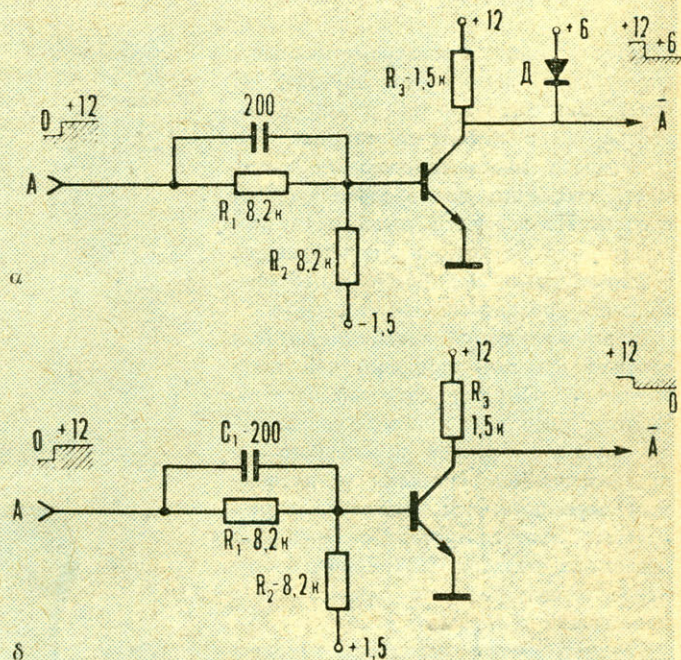 +12
+6
+12
+6
R₃-1,5к
Д
0
+12
200
Ā
A
R₁ 8,2к
R₂ 8,2к
а
-1,5
+12
+12
R₃
1,5к
0
0
+12
C₁-200
Ā
A
R₁-8,2к
R₂-8,2к
+1,5
б